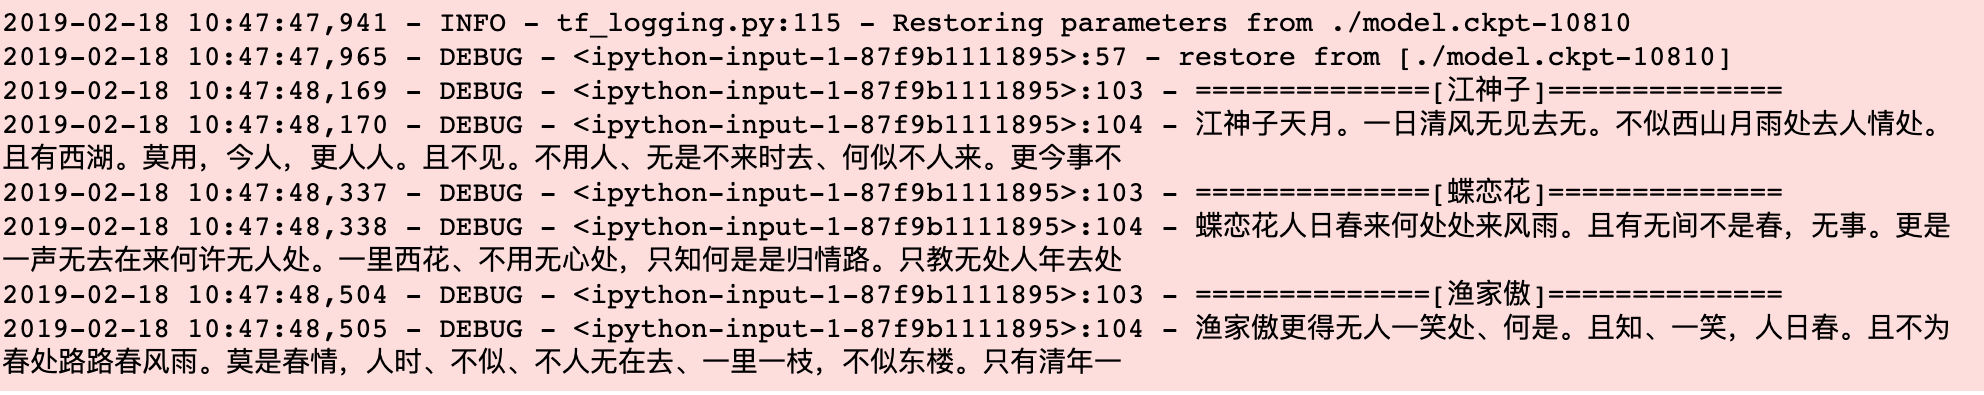 2019-02-18 10:47:47,941 - INFO - tf_logging.py:115 - Restoring parameters from ./model.ckpt-10810
2019-02-18 10:47:47,965 - DEBUG - <ipython-input-1-87f9b1111895>:57 - restore from [./model.ckpt-10810]
2019-02-18 10:47:48,169 - DEBUG - <ipython-input-1-87f9b1111895>:103 - ==============[江神子]==============
2019-02-18 10:47:48,170 - DEBUG - <ipython-input-1-87f9b1111895>:104 - 江神子天月。一日清风无见去无。不似西山月雨处去人情处。
且有西湖。莫用，今人，更人人。且不见。不用人、无是不来时去、何似不人来。更今事不
2019-02-18 10:47:48,337 - DEBUG - <ipython-input-1-87f9b1111895>:103 - ==============[蝶恋花]==============
2019-02-18 10:47:48,338 - DEBUG - <ipython-input-1-87f9b1111895>:104 - 蝶恋花人日春来何处处来风雨。且有无间不是春，无事。更是
一声无去在来何许无人处。一里西花、不用无心处，只知何是是归情路。只教无处人年去处
2019-02-18 10:47:48,504 - DEBUG - <ipython-input-1-87f9b1111895>:103 - ==============[渔家傲]==============
2019-02-18 10:47:48,505 - DEBUG - <ipython-input-1-87f9b1111895>:104 - 渔家傲更得无人一笑处、何是。且知、一笑，人日春。且不为
春处路路春风雨。莫是春情，人时、不似、不人无在去、一里一枝，不似东楼。只有清年一